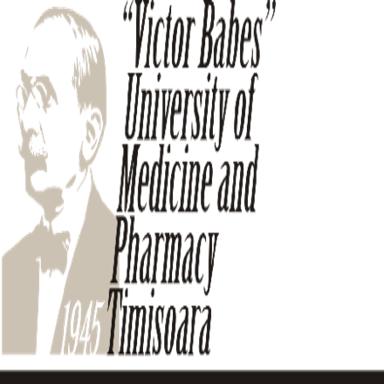 “Victor Babes”
University of
Medicine and
Pharmacy
1945 Timisoara